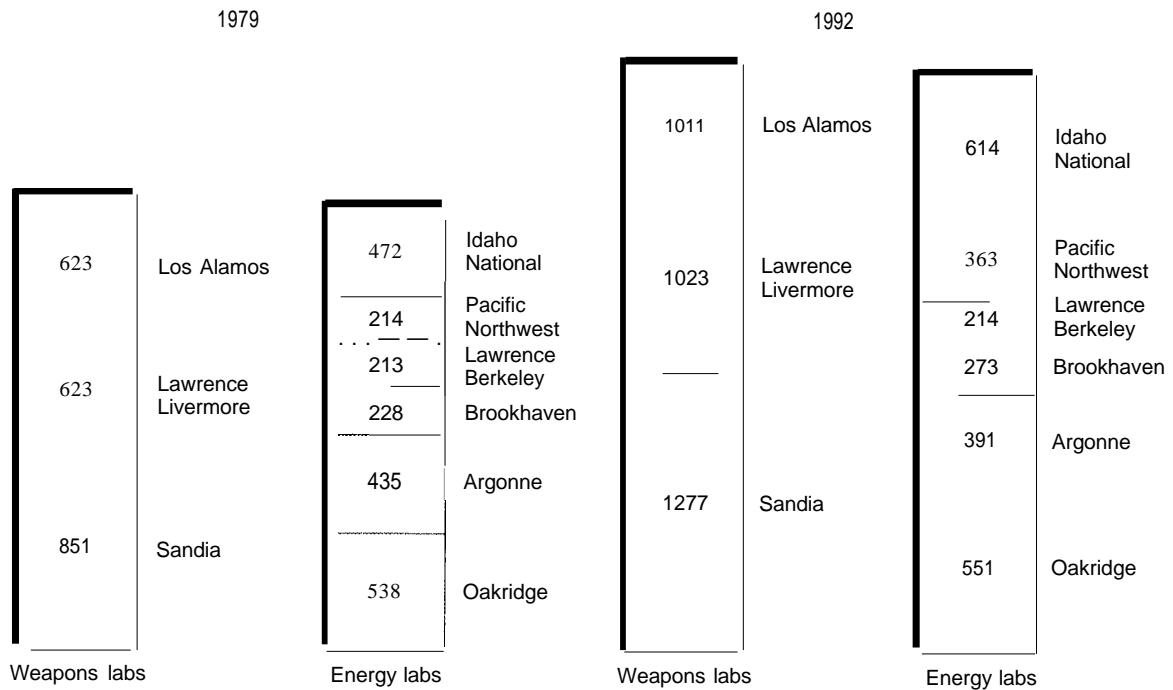 1979
623
Los Alamos
623
Lawrence
Livermore
851
Sandia
Weapons labs
472
Idaho
National
214
Pacific
Northwest
213
Lawrence
Berkeley
228
Brookhaven
435
Argonne
538
Oakridge
Energy labs
1992
1011
Los Alamos
1023
Lawrence
Livermore
1277
Sandia
Weapons labs
614
Idaho
National
363
Pacific
Northwest
214
Lawrence
Berkeley
273
Brookhaven
391
Argonne
551
Oakridge
Energy labs